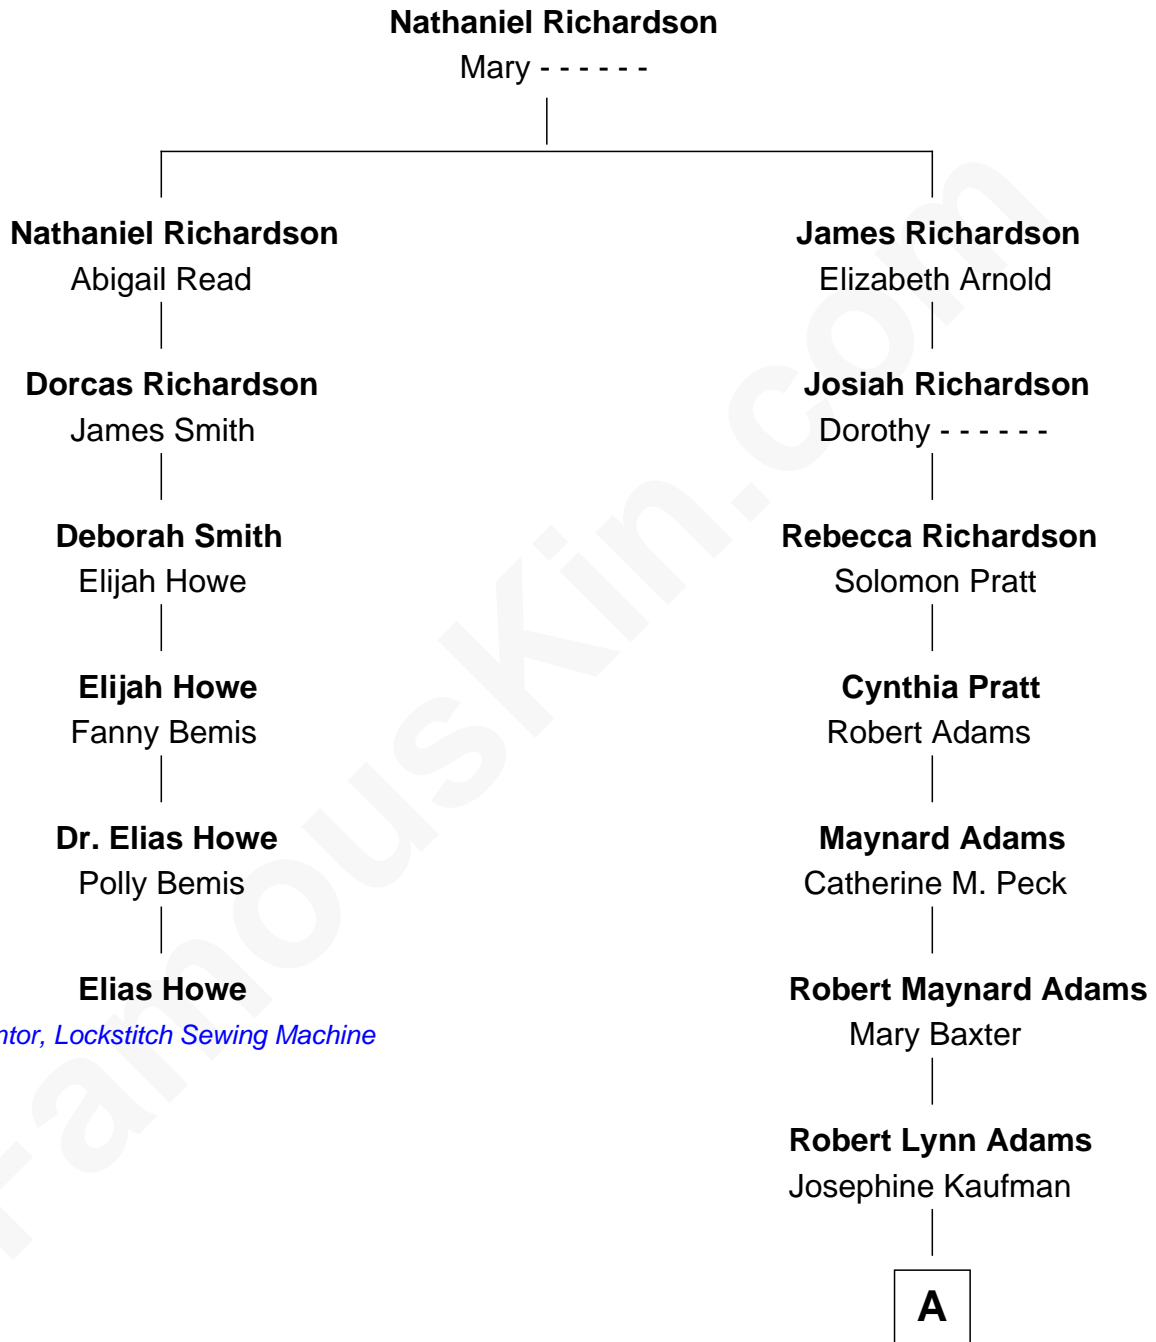 Nathaniel Richardson
Mary - - - - - -
Nathaniel Richardson
Abigail Read
James Richardson
Elizabeth Arnold
Dorcas Richardson
James Smith
Josiah Richardson
Dorothy - - - - - -
Deborah Smith
Elijah Howe
Rebecca Richardson
Solomon Pratt
Elijah Howe
Fanny Bemis
Cynthia Pratt
Robert Adams
Dr. Elias Howe
Polly Bemis
Maynard Adams
Catherine M. Peck
Elias Howe
ntor, Lockstitch Sewing Machine
Robert Maynard Adams
Mary Baxter
Robert Lynn Adams
Josephine Kaufman
A
FamousKin.com